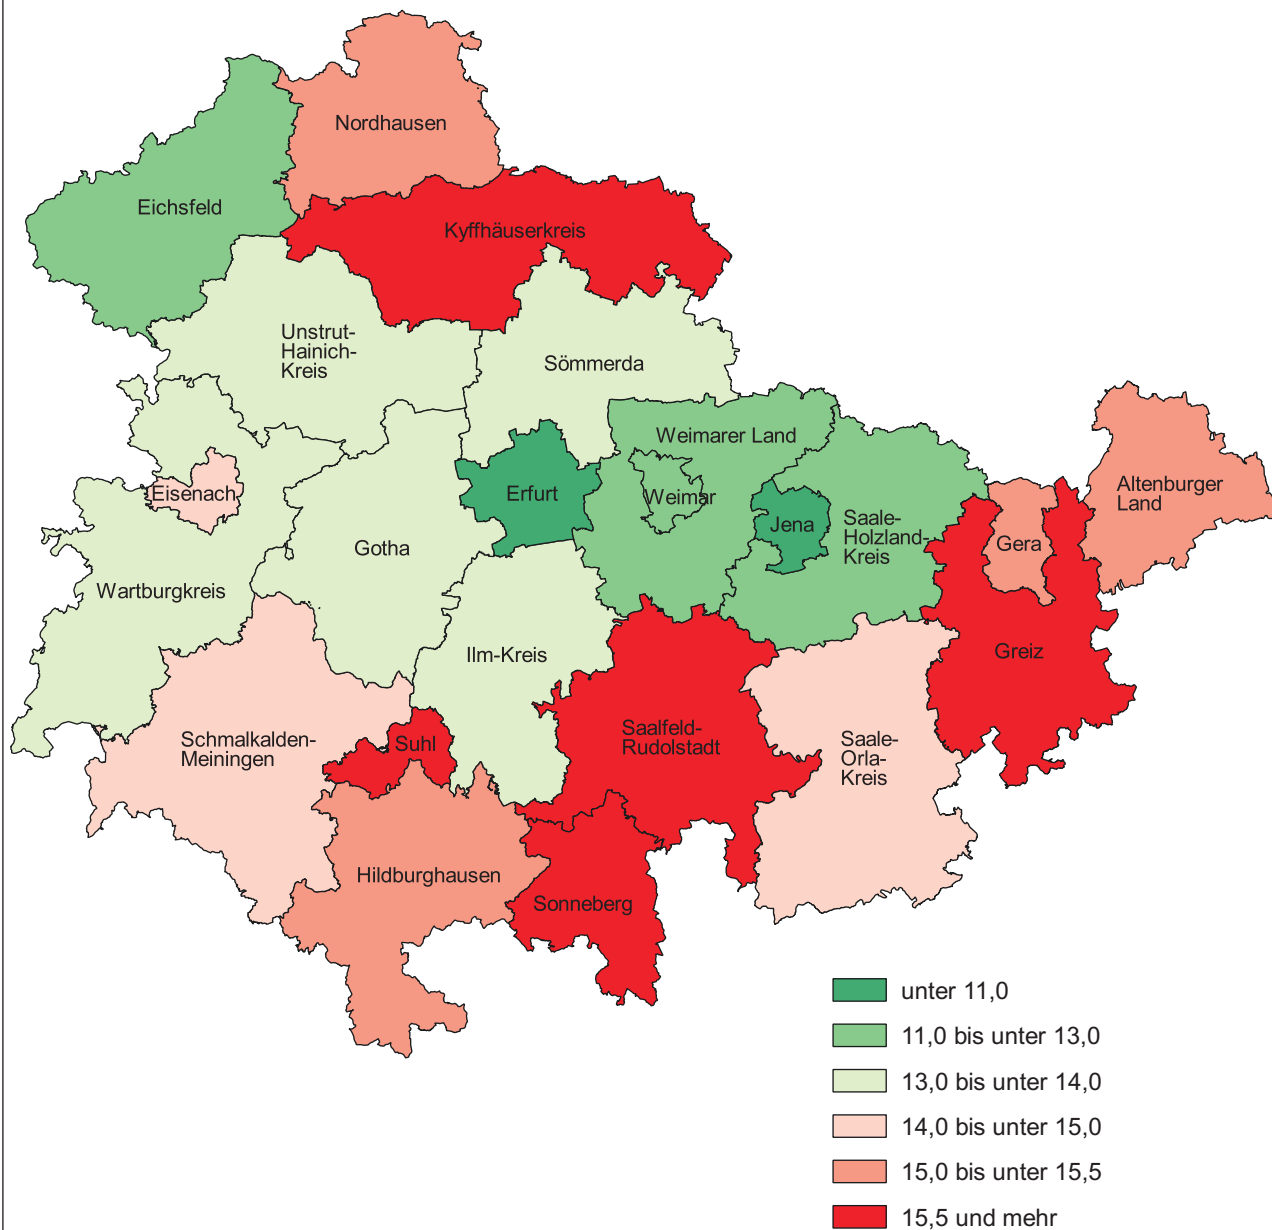 Nordhausen
Eichsfeld
Kyffhäuserkreis
Unstrut-
Hainich-
Kreis
Sömmerda
Weimarer Land
Eisenach
Erfurt
Weimar
Jena
Saale-
Holzland-
Kreis
Altenburger
Land
Gera
Gotha
Wartburgkreis
Ilm-Kreis
Greiz
Schmalkalden-
Meiningen
Suhl
Saalfeld-
Rudolstadt
Saale-
Orla-
Kreis
Hildburghausen
Sonneberg
unter 11,0
11,0 bis unter 13,0
13,0 bis unter 14,0
14,0 bis unter 15,0
15,0 bis unter 15,5
15,5 und mehr